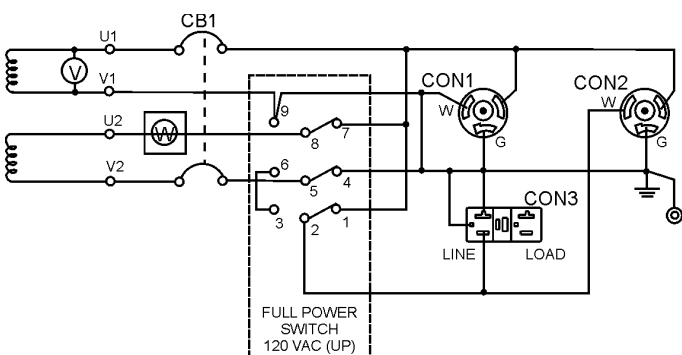 CB1
U1
V
V1
CON1
CON2
9
W
W
U2
W
7
G
G
8
6
V2
5
4
CON3
3
2
1
LINE
LOAD
FULL POWER
SWITCH
120 VAC (UP)